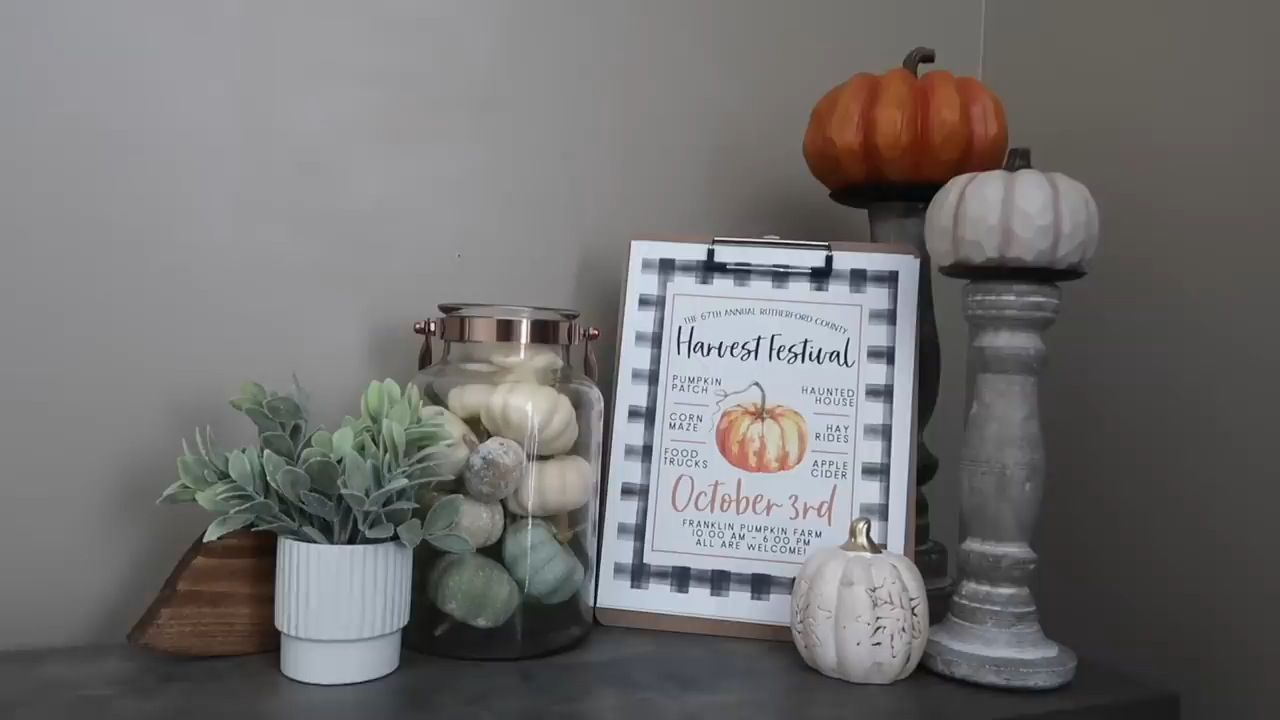 THE 67TH ANNUAL RUTHERFORD COUNTY
Harvest Festival
PUMPKIN
PATCH
HAUNTED
HOUSE
CORN
MAZE
HAY
RIDES
FOOD
TRUCKS
APPLE
CIDER
October 3rd
FRANKLIN PUMPKIN FARM
10:00 AM - 6:00 PM
ALL ARE WELCOME!